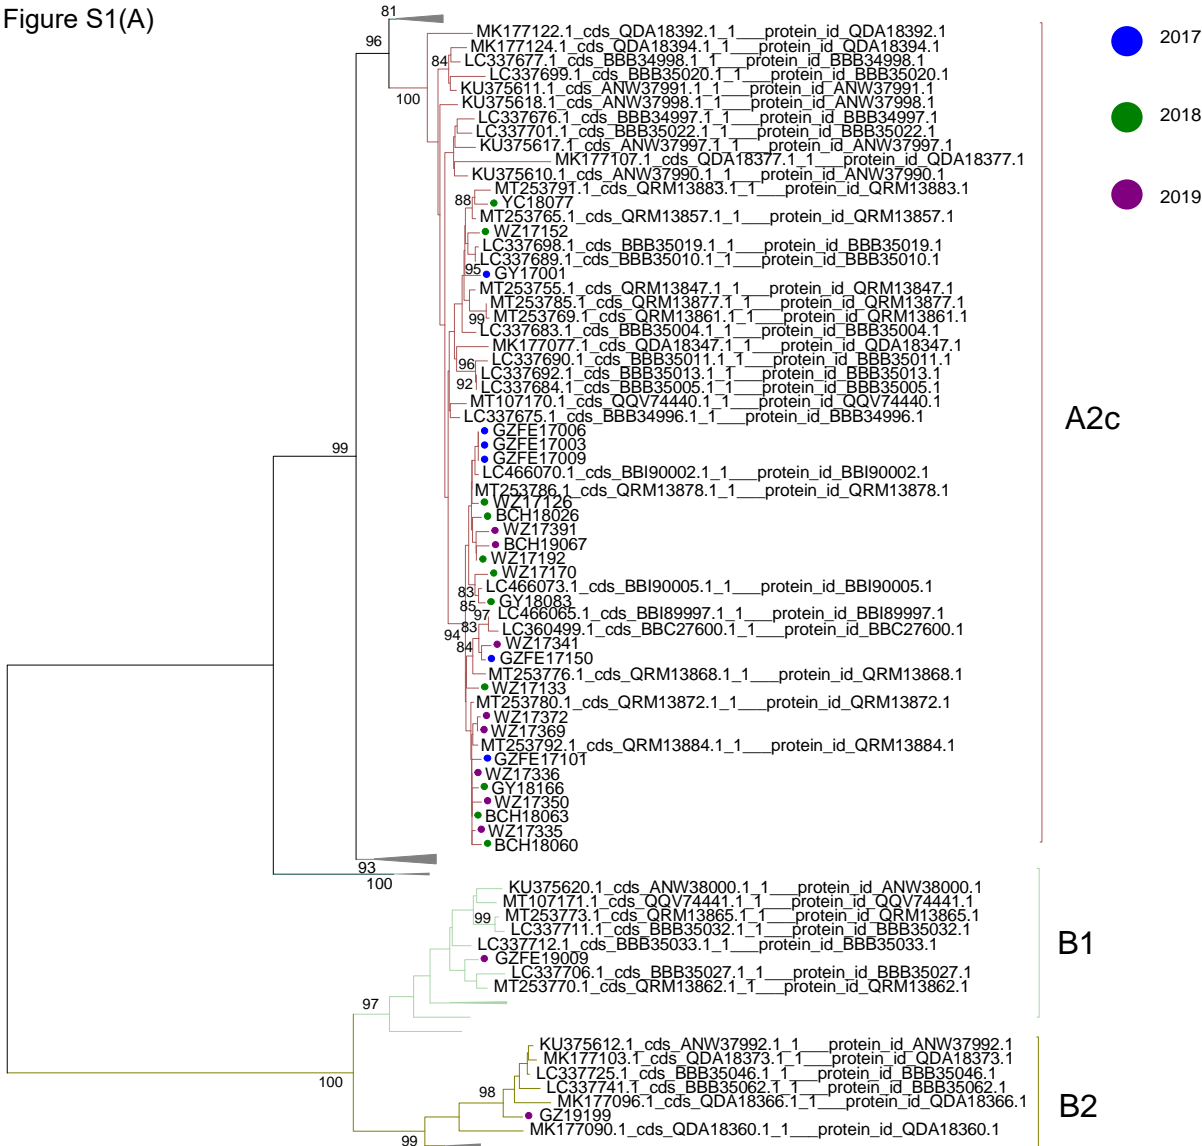 Figure S1(A)
81
96
MK177122.1_cds_QDA18392.1_1___protein_id_QDA18392.1
MK177124.1_cds_QDA18394.1_1___protein_id_QDA18394.1
84
LC337677.1_cds_BBB34998.1_1___protein_id_BBB34998.1
LC337699.1_cds_BBB35020.1_1___protein_id_BBB35020.1
KU375611.1_cds_ANW37991.1_1___protein_id_ANW37991.1
100
KU375618.1_cds_ANW37998.1_1___protein_id_ANW37998.1
LC337676.1_cds_BBB34997.1_1___protein_id_BBB34997.1
LC337701.1_cds_BBB35022.1_1___protein_id_BBB35022.1
KU375617.1_cds_ANW37997.1_1___protein_id_ANW37997.1
MK177107.1_cds_QDA18377.1_1___protein_id_QDA18377.1
KU375610.1_cds_ANW37990.1_1___protein_id_ANW37990.1
MT253791.1_cds_QRM13883.1_1___protein_id_QRM13883.1
88
YC18077
MT253765.1_cds_QRM13857.1_1___protein_id_QRM13857.1
WZ17152
LC337698.1_cds_BBB35019.1_1___protein_id_BBB35019.1
LC337689.1_cds_BBB35010.1_1___protein_id_BBB35010.1
95
GY17001
MT253755.1_cds_QRM13847.1_1___protein_id_QRM13847.1
MT253785.1_cds_QRM13877.1_1___protein_id_QRM13877.1
99
MT253769.1_cds_QRM13861.1_1___protein_id_QRM13861.1
LC337683.1_cds_BBB35004.1_1___protein_id_BBB35004.1
MK177077.1_cds_QDA18347.1_1___protein_id_QDA18347.1
96
LC337690.1_cds_BBB35011.1_1___protein_id_BBB35011.1
LC337692.1_cds_BBB35013.1_1___protein_id_BBB35013.1
92
LC337684.1_cds_BBB35005.1_1___protein_id_BBB35005.1
MT107170.1_cds_QQV74440.1_1___protein_id_QQV74440.1
LC337675.1_cds_BBB34996.1_1___protein_id_BBB34996.1
GZFE17006
GZFE17003
99
GZFE17009
LC466070.1_cds_BBI90002.1_1___protein_id_BBI90002.1
MT253786.1_cds_QRM13878.1_1___protein_id_QRM13878.1
WZ17126
BCH18026
WZ17391
BCH19067
WZ17192
WZ17170
LC466073.1_cds_BBI90005.1_1___protein_id_BBI90005.1
83
GY18083
85
LC466065.1_cds_BBI89997.1_1___protein_id_BBI89997.1
97
83
LC360499.1_cds_BBC27600.1_1___protein_id_BBC27600.1
94
WZ17341
84
GZFE17150
MT253776.1_cds_QRM13868.1_1___protein_id_QRM13868.1
WZ17133
MT253780.1_cds_QRM13872.1_1___protein_id_QRM13872.1
WZ17372
WZ17369
MT253792.1_cds_QRM13884.1_1___protein_id_QRM13884.1
GZFE17101
WZ17336
GY18166
WZ17350
BCH18063
WZ17335
BCH18060
93
100
A2c
2017
2018
2019
KU375620.1_cds_ANW38000.1_1___protein_id_ANW38000.1
MT107171.1_cds_QQV74441.1_1___protein_id_QQV74441.1
99
MT253773.1_cds_QRM13865.1_1___protein_id_QRM13865.1
LC337711.1_cds_BBB35032.1_1___protein_id_BBB35032.1
LC337712.1_cds_BBB35033.1_1___protein_id_BBB35033.1
GZFE19009
LC337706.1_cds_BBB35027.1_1___protein_id_BBB35027.1
MT253770.1_cds_QRM13862.1_1___protein_id_QRM13862.1
97
B1
KU375612.1_cds_ANW37992.1_1___protein_id_ANW37992.1
MK177103.1_cds_QDA18373.1_1___protein_id_QDA18373.1
LC337725.1_cds_BBB35046.1_1___protein_id_BBB35046.1
100
LC337741.1_cds_BBB35062.1_1___protein_id_BBB35062.1
98
MK177096.1_cds_QDA18366.1_1___protein_id_QDA18366.1
GZ19199
MK177090.1_cds_QDA18360.1_1___protein_id_QDA18360.1
99
B2